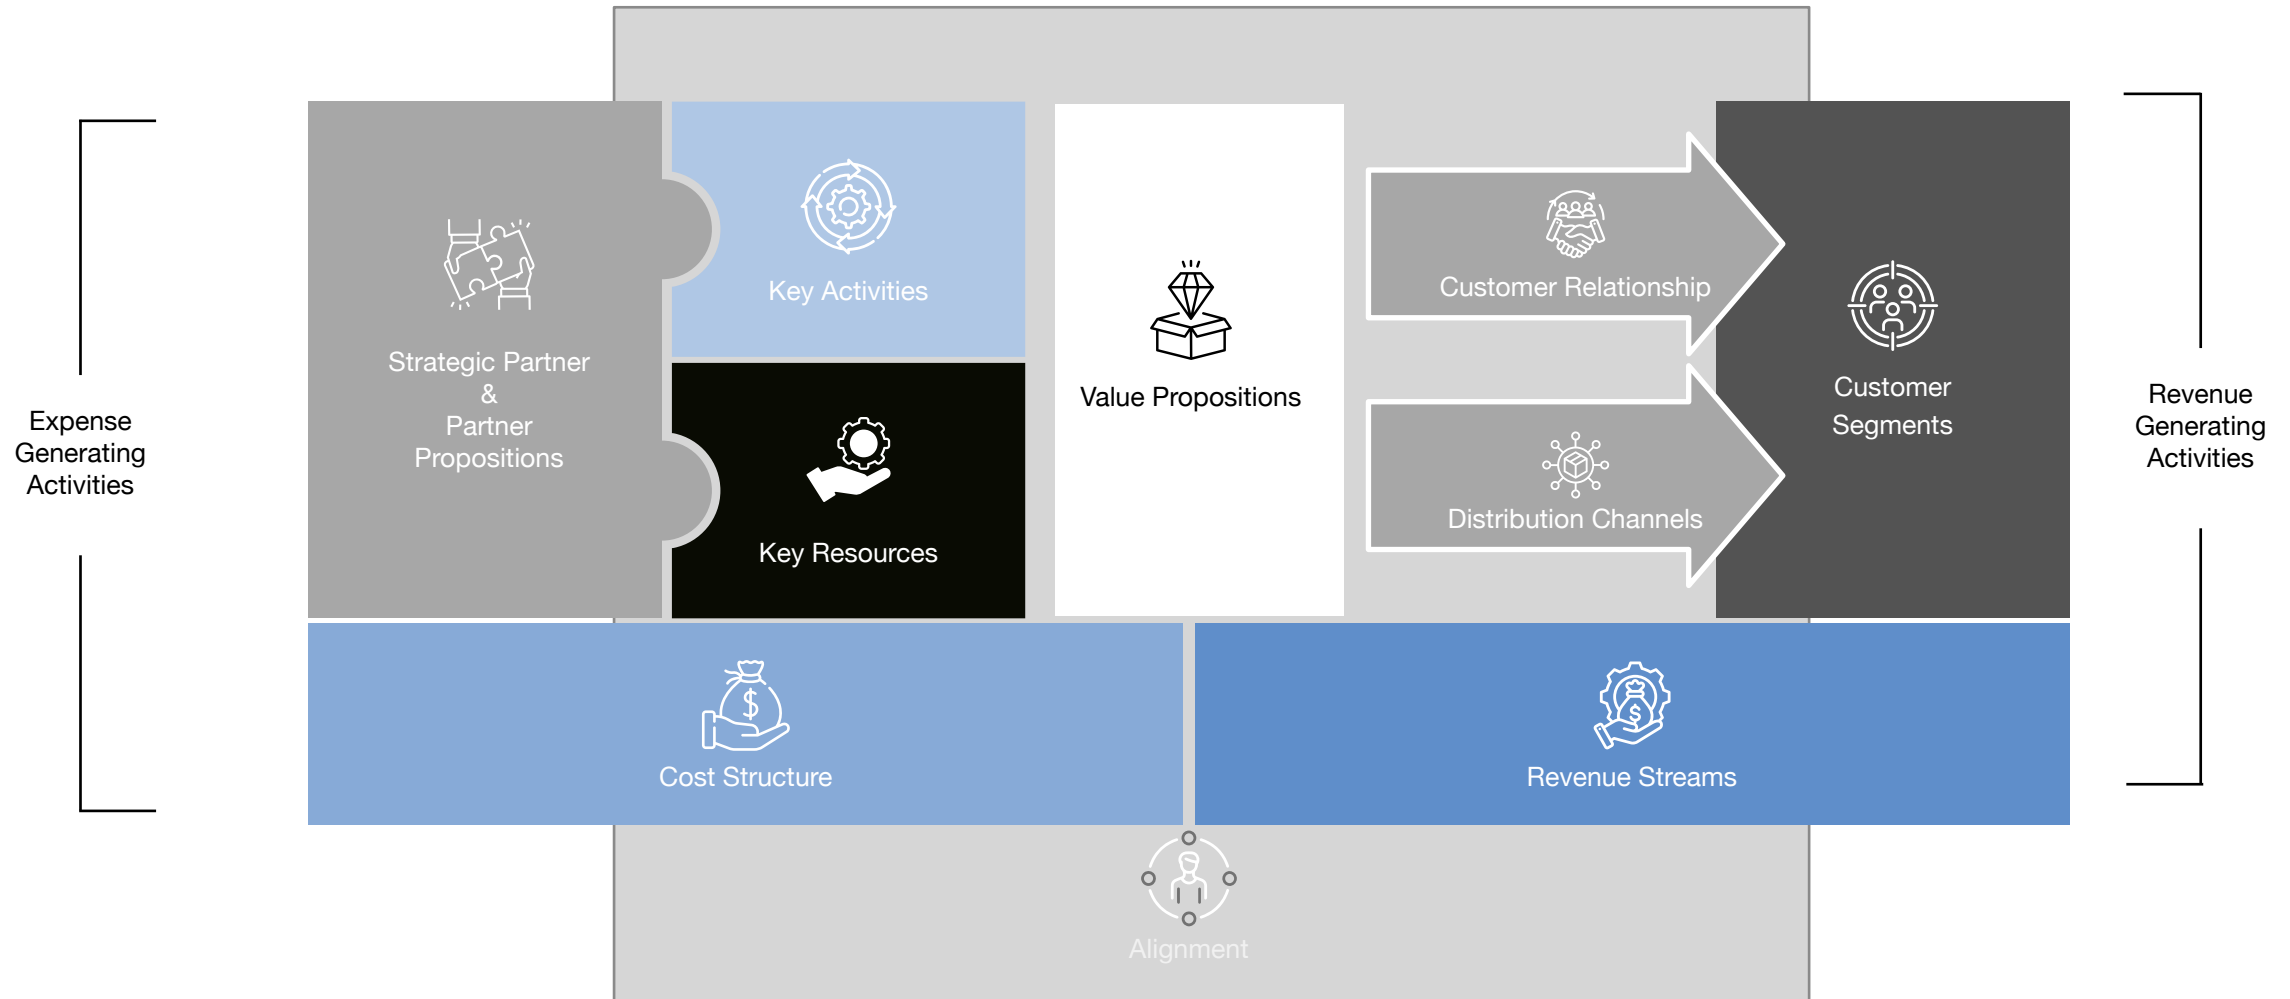 Expense
Generating
Activities
Strategic Partner
&
Partner
Propositions
Key Activities
Key Resources
Value Propositions
Customer Relationship
Distribution Channels
Customer
Segments
Revenue
Generating
Activities
$
Cost Structure
$
Revenue Streams
Alignment